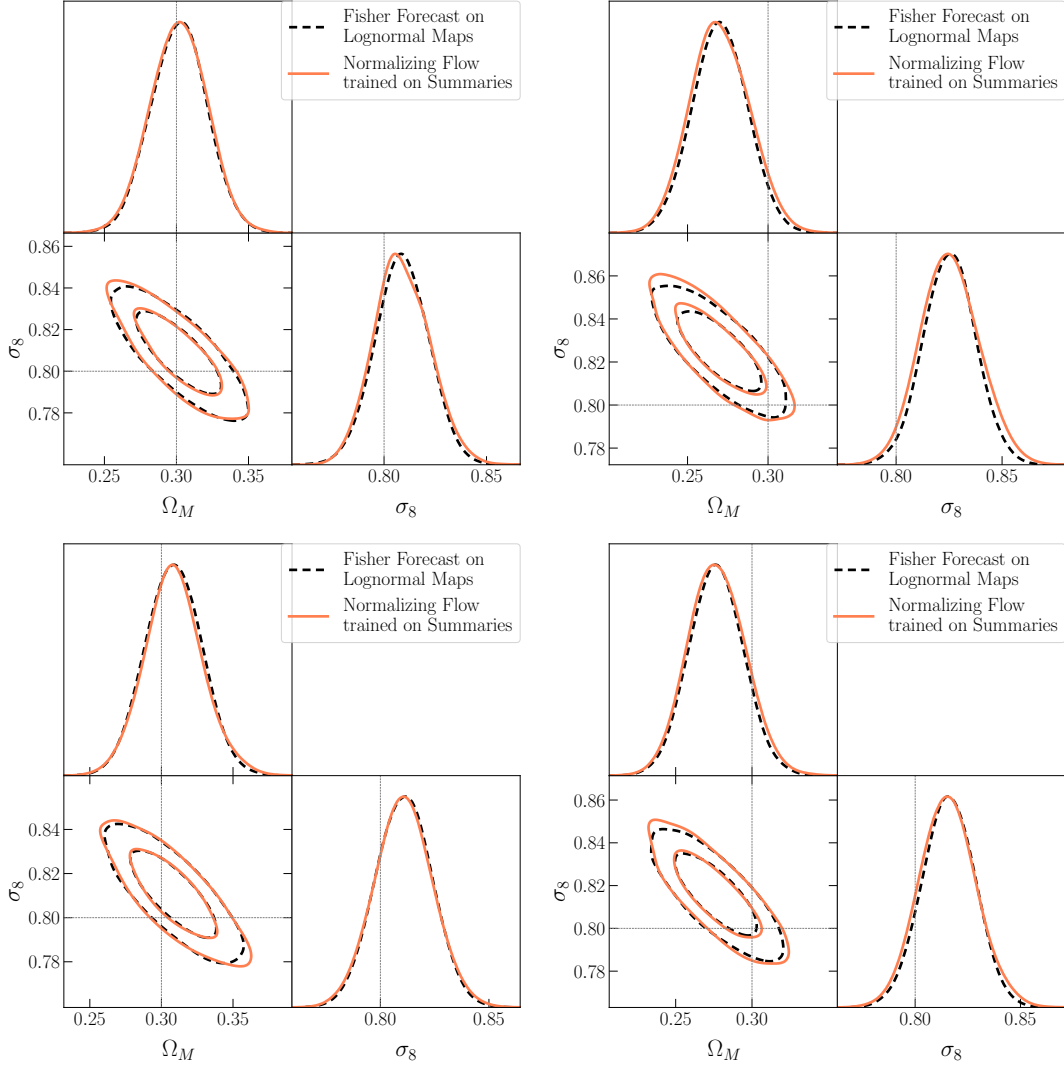 Fisher Forecast on
Lognormal Maps
Normalizing Flow
trained on Summaries
0.86
0.84
0.82
0.80
0.78
σ₈
0.25 0.30 0.35
Ω_M
0.80 0.85
σ₈
Fisher Forecast on
Lognormal Maps
Normalizing Flow
trained on Summaries
0.86
0.84
0.82
0.80
0.78
σ₈
0.25 0.30
Ω_M
0.80 0.85
σ₈
Fisher Forecast on
Lognormal Maps
Normalizing Flow
trained on Summaries
0.84
0.82
0.80
0.78
σ₈
0.25 0.30 0.35
Ω_M
0.80 0.85
σ₈
Fisher Forecast on
Lognormal Maps
Normalizing Flow
trained on Summaries
0.86
0.84
0.82
0.80
0.78
σ₈
0.25 0.30
Ω_M
0.80 0.85
σ₈